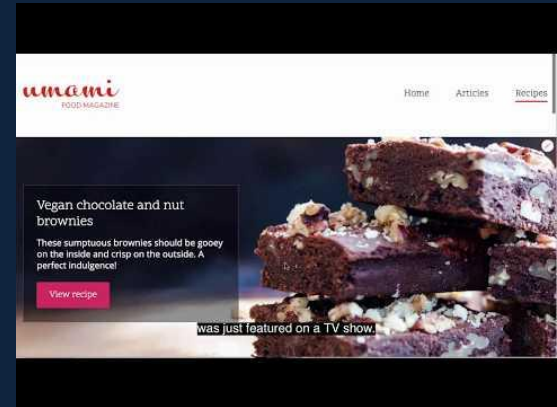 umami
FOOD MAGAZINE
Home Articles Recipes
Vegan chocolate and nut
brownies
These sumptuous brownies should be gooey
on the inside and crisp on the outside. A
perfect indulgence!
View recipe
was just featured on a TV show.